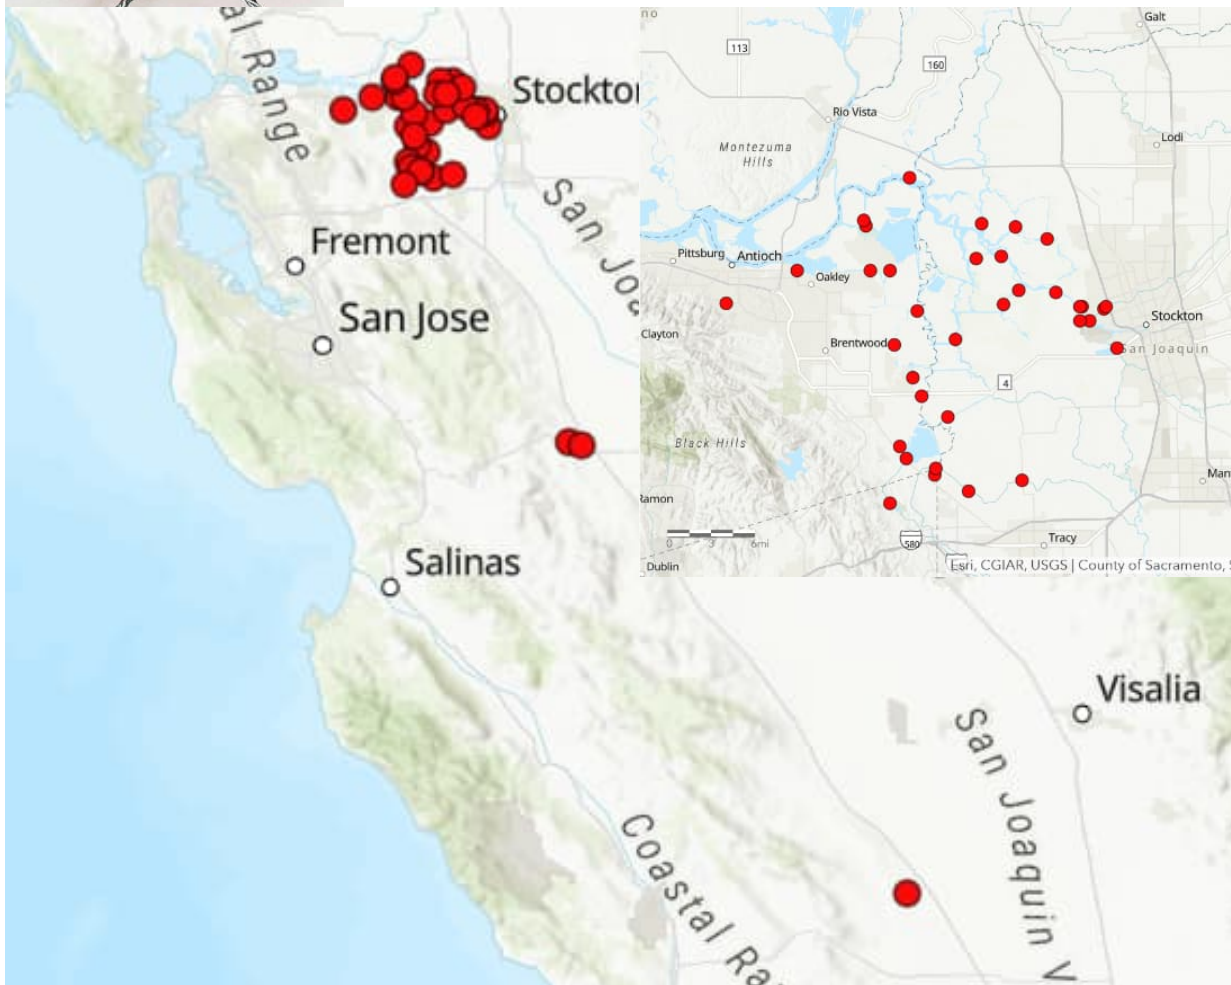 al Range
Stockto
San Joa
Fremont
San Jose
Salinas
Visalia
San Joaquin V
Coastal Ra
no
113
160
Galt
Rio Vista
Lodi
Montezuma
Hills
Pittsburg
Antioch
Oakley
Stockton
San Joaquin
Clayton
Brentwood
4
Black Hills
Ramon
Man
0 3 6mi
580
Tracy
Dublin
Esri, CGIAR, USGS | County of Sacramento,